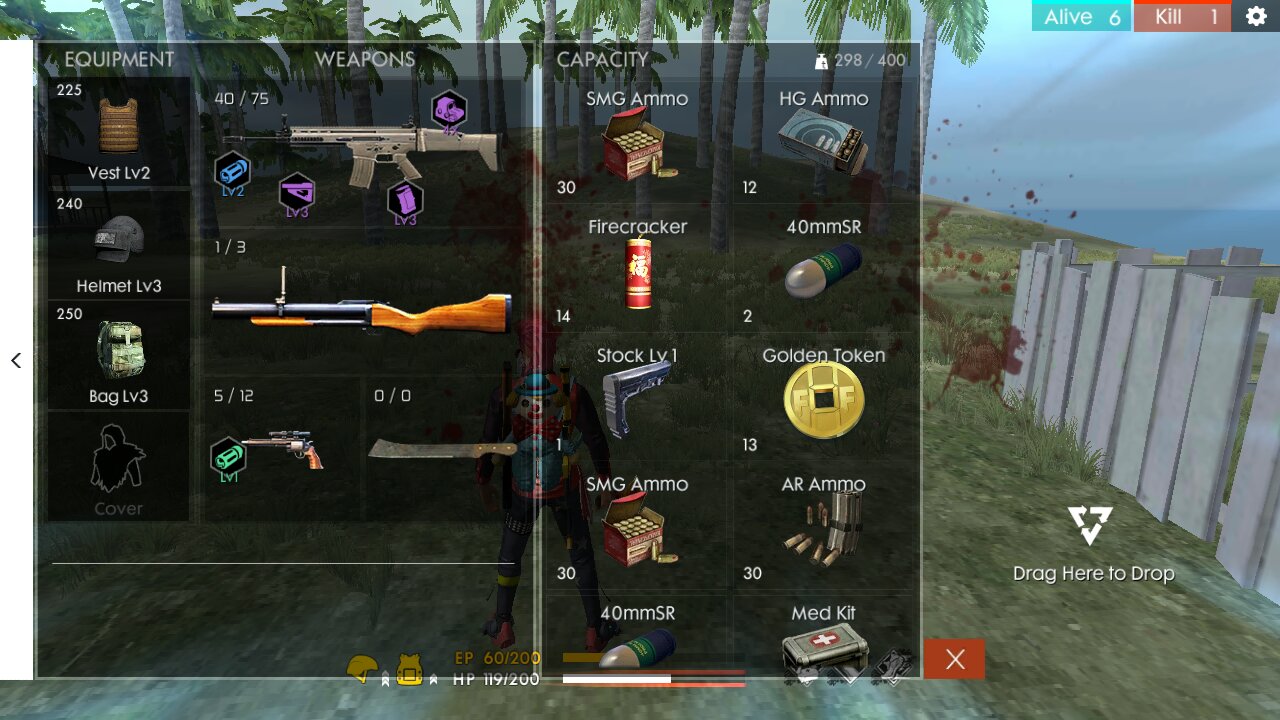 Alive 6
Kill 1
EQUIPMENT
WEAPONS
CAPACITY
298 / 400
225
Vest Lv2
240
Helmet Lv3
250
Bag Lv3
Cover
40 / 75
4x
Lv2
Lv3
Lv3
1 / 3
5 / 12
Lv1
0 / 0
SMG Ammo
30
HG Ammo
12
Firecracker
福
14
40mmSR
2
Stock Lv 1
1
Golden Token
F F
13
SMG Ammo
30
AR Ammo
30
40mmSR
Med Kit
Drag Here to Drop
EP 60/200
HP 119/200
X